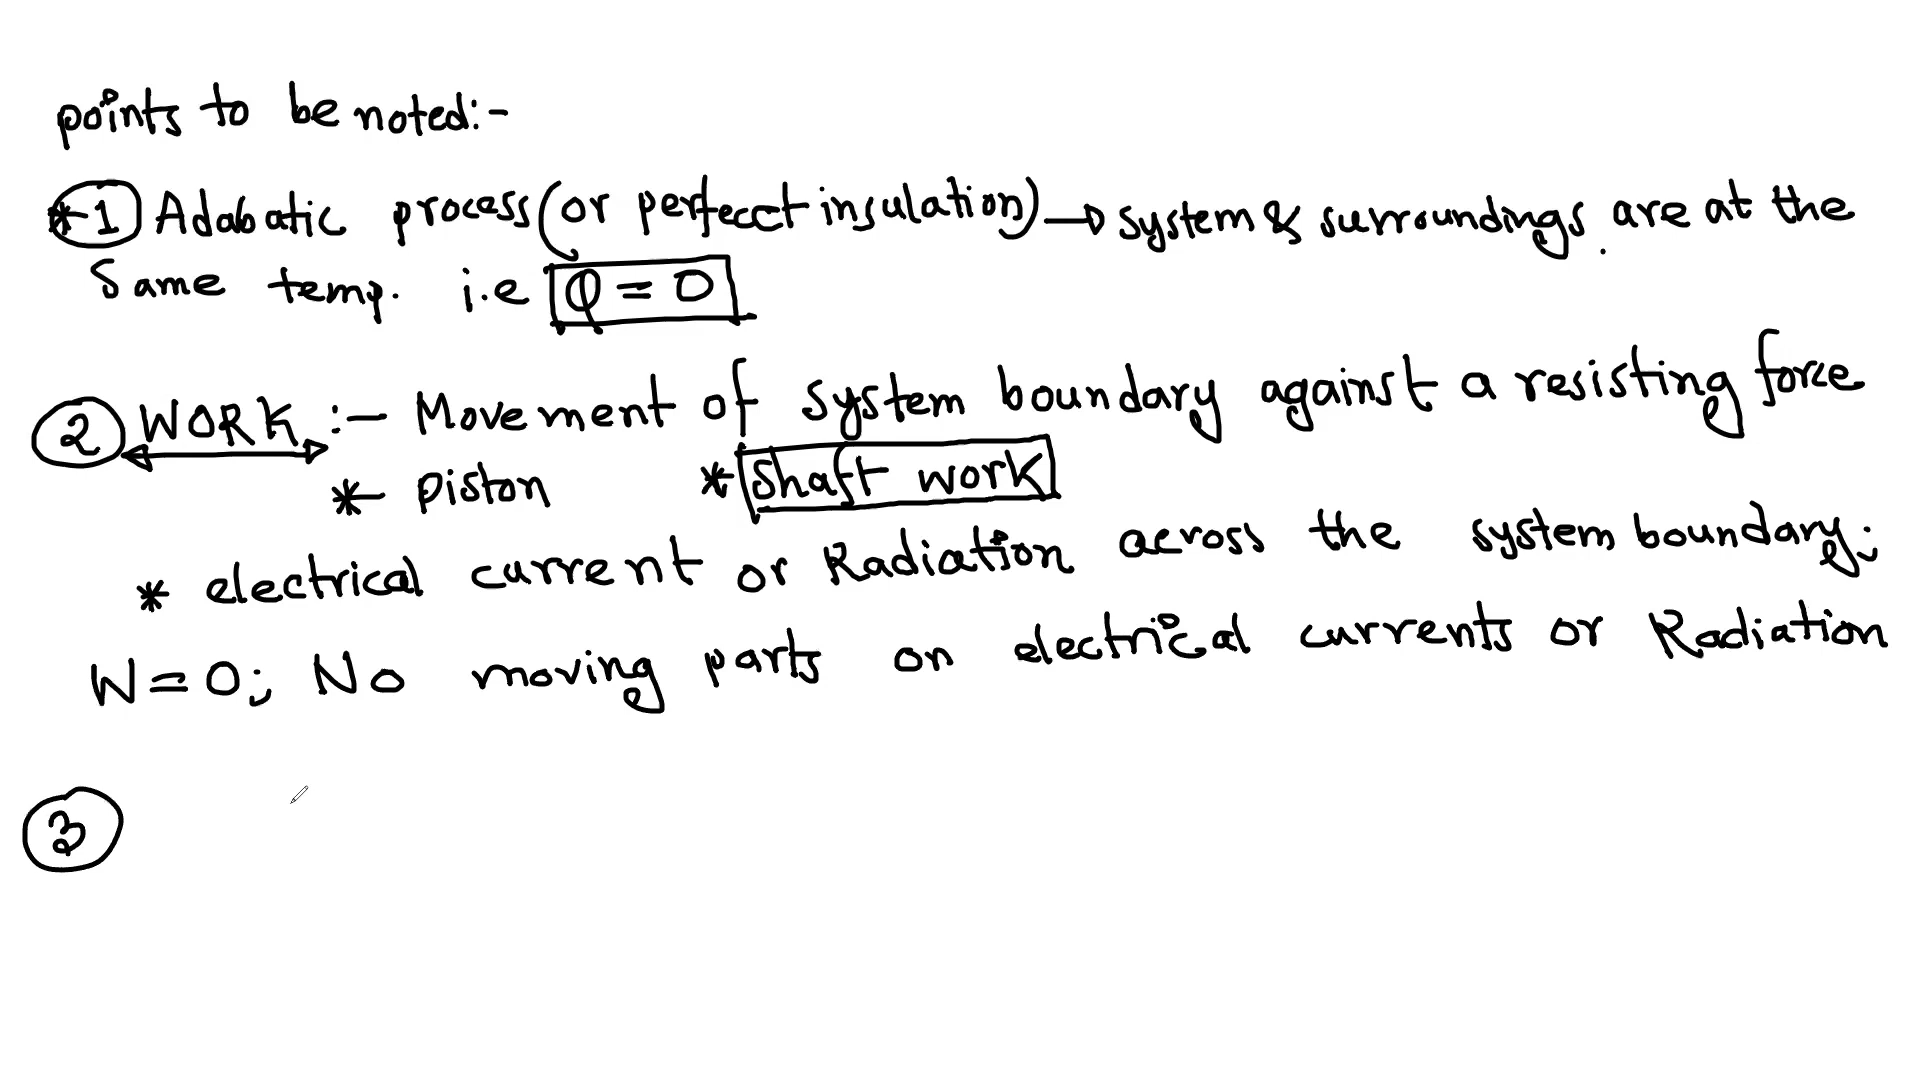 points to be noted:-
*1 Adabatic process (or perfecct insulation) → system & surroundings are at the
same temp. i.e Q = 0
2 WORK :- Movement of system boundary against a resisting force
* piston * Shaft work
* electrical current or Radiation across the system boundary;
W=0; No moving parts on electrical currents or Radiation
3